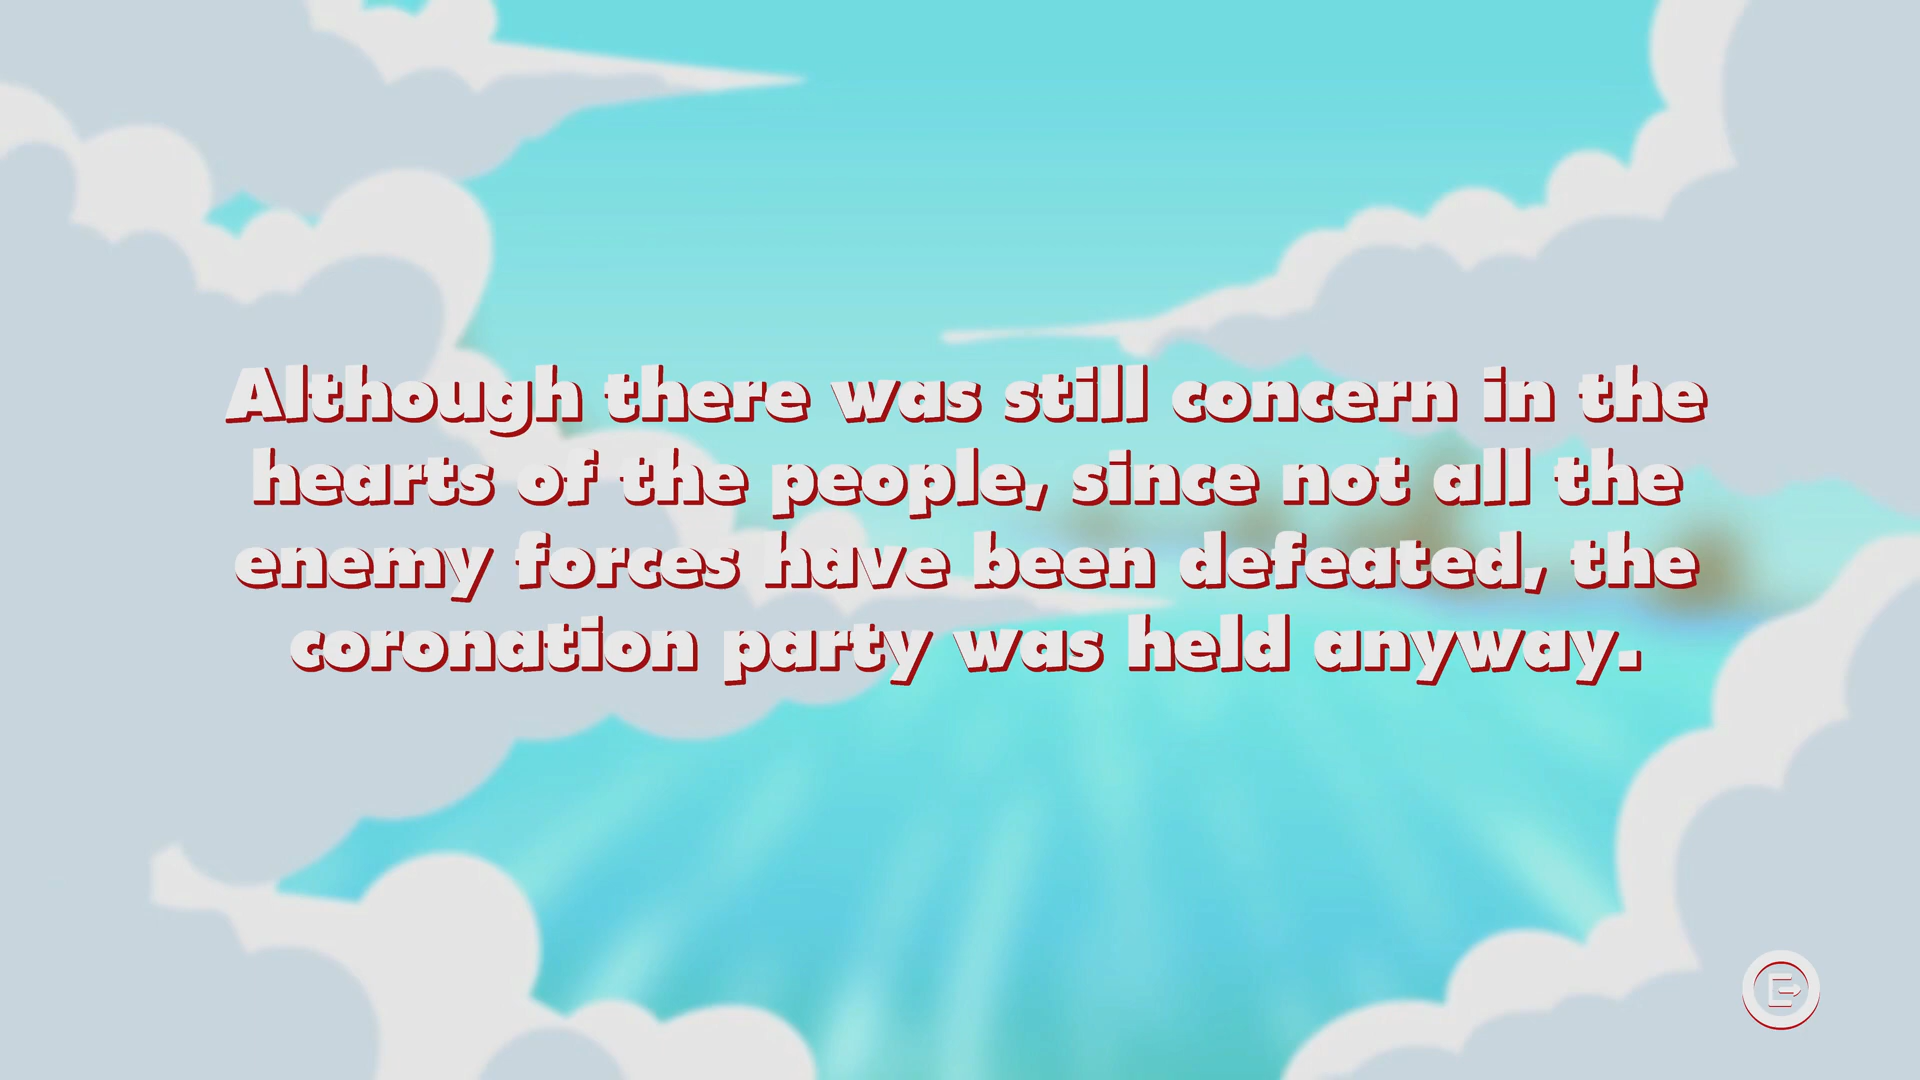 Although there was still concern in the
hearts of the people, since not all the
enemy forces have been defeated, the
coronation party was held anyway.